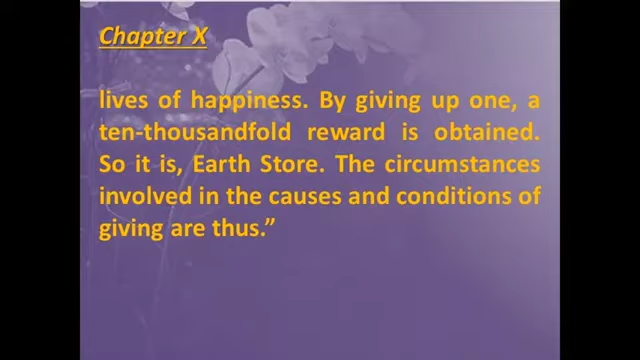 Chapter X
lives of happiness. By giving up one, a
ten-thousandfold reward is obtained.
So it is, Earth Store. The circumstances
involved in the causes and conditions of
giving are thus.”